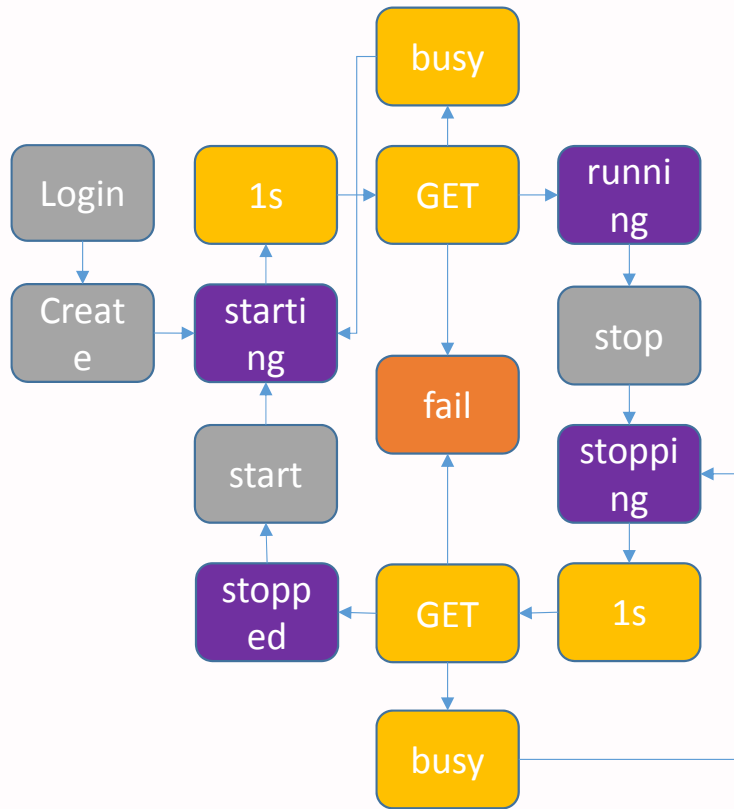 busy
Login
1s
GET
runni
ng
Creat
e
starti
ng
stop
fail
start
stoppi
ng
stopp
ed
GET
1s
busy